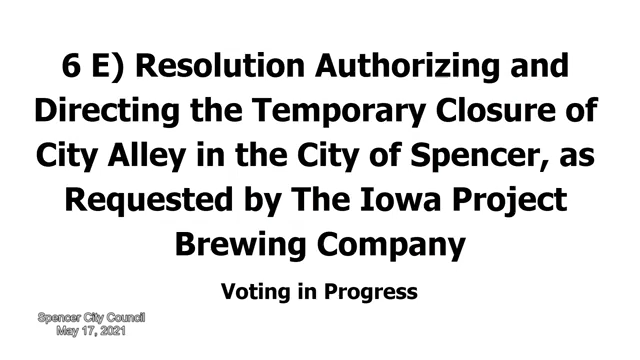 6 E) Resolution Authorizing and
Directing the Temporary Closure of
City Alley in the City of Spencer, as
Requested by The Iowa Project
Brewing Company
Voting in Progress
Spencer City Council
May 17, 2021